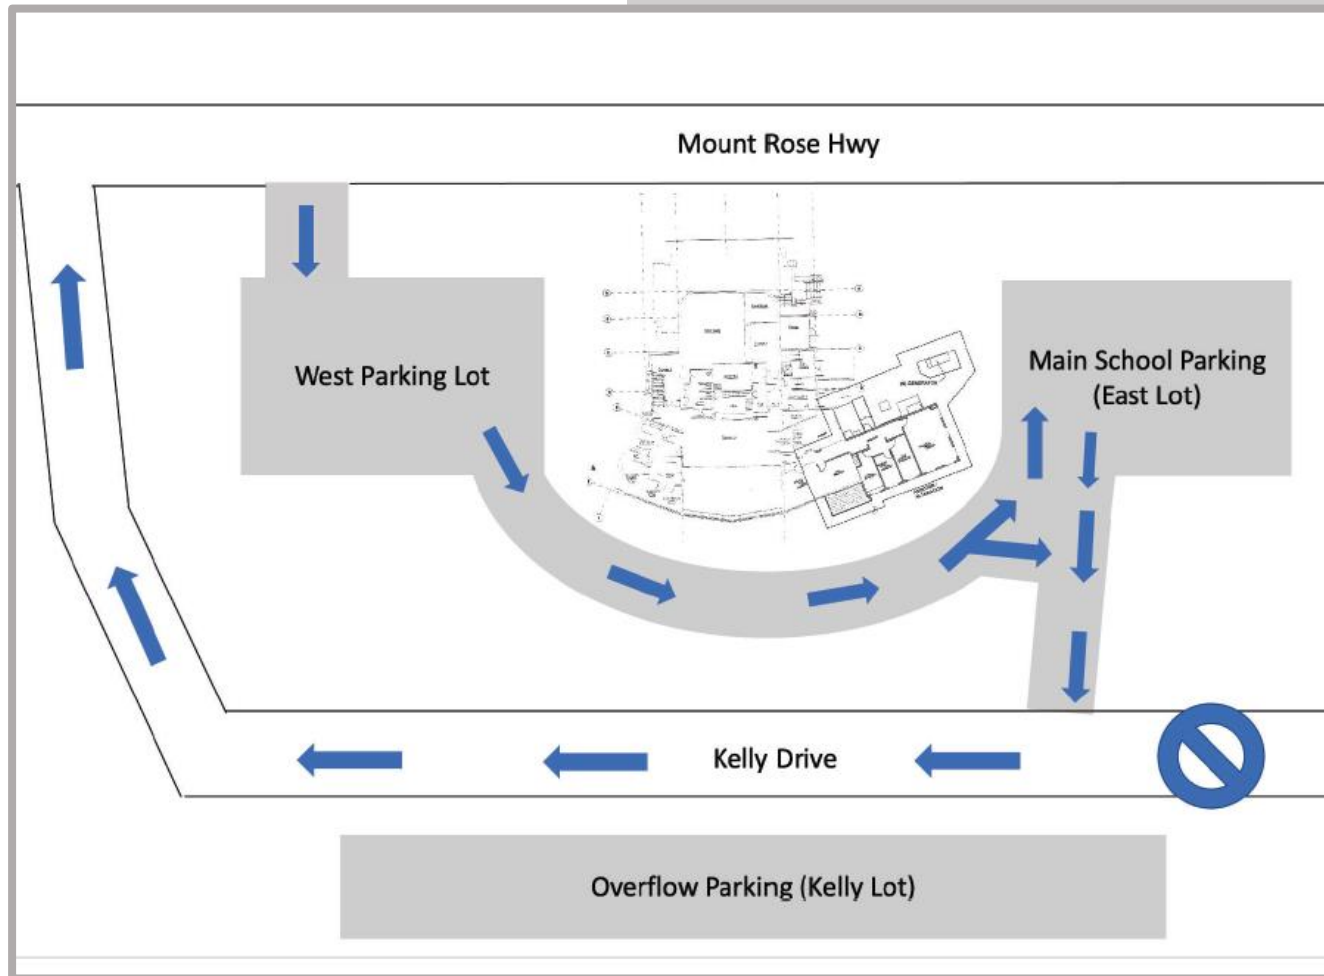 Mount Rose Hwy
West Parking Lot
Main School Parking
(East Lot)
Kelly Drive
Overflow Parking (Kelly Lot)